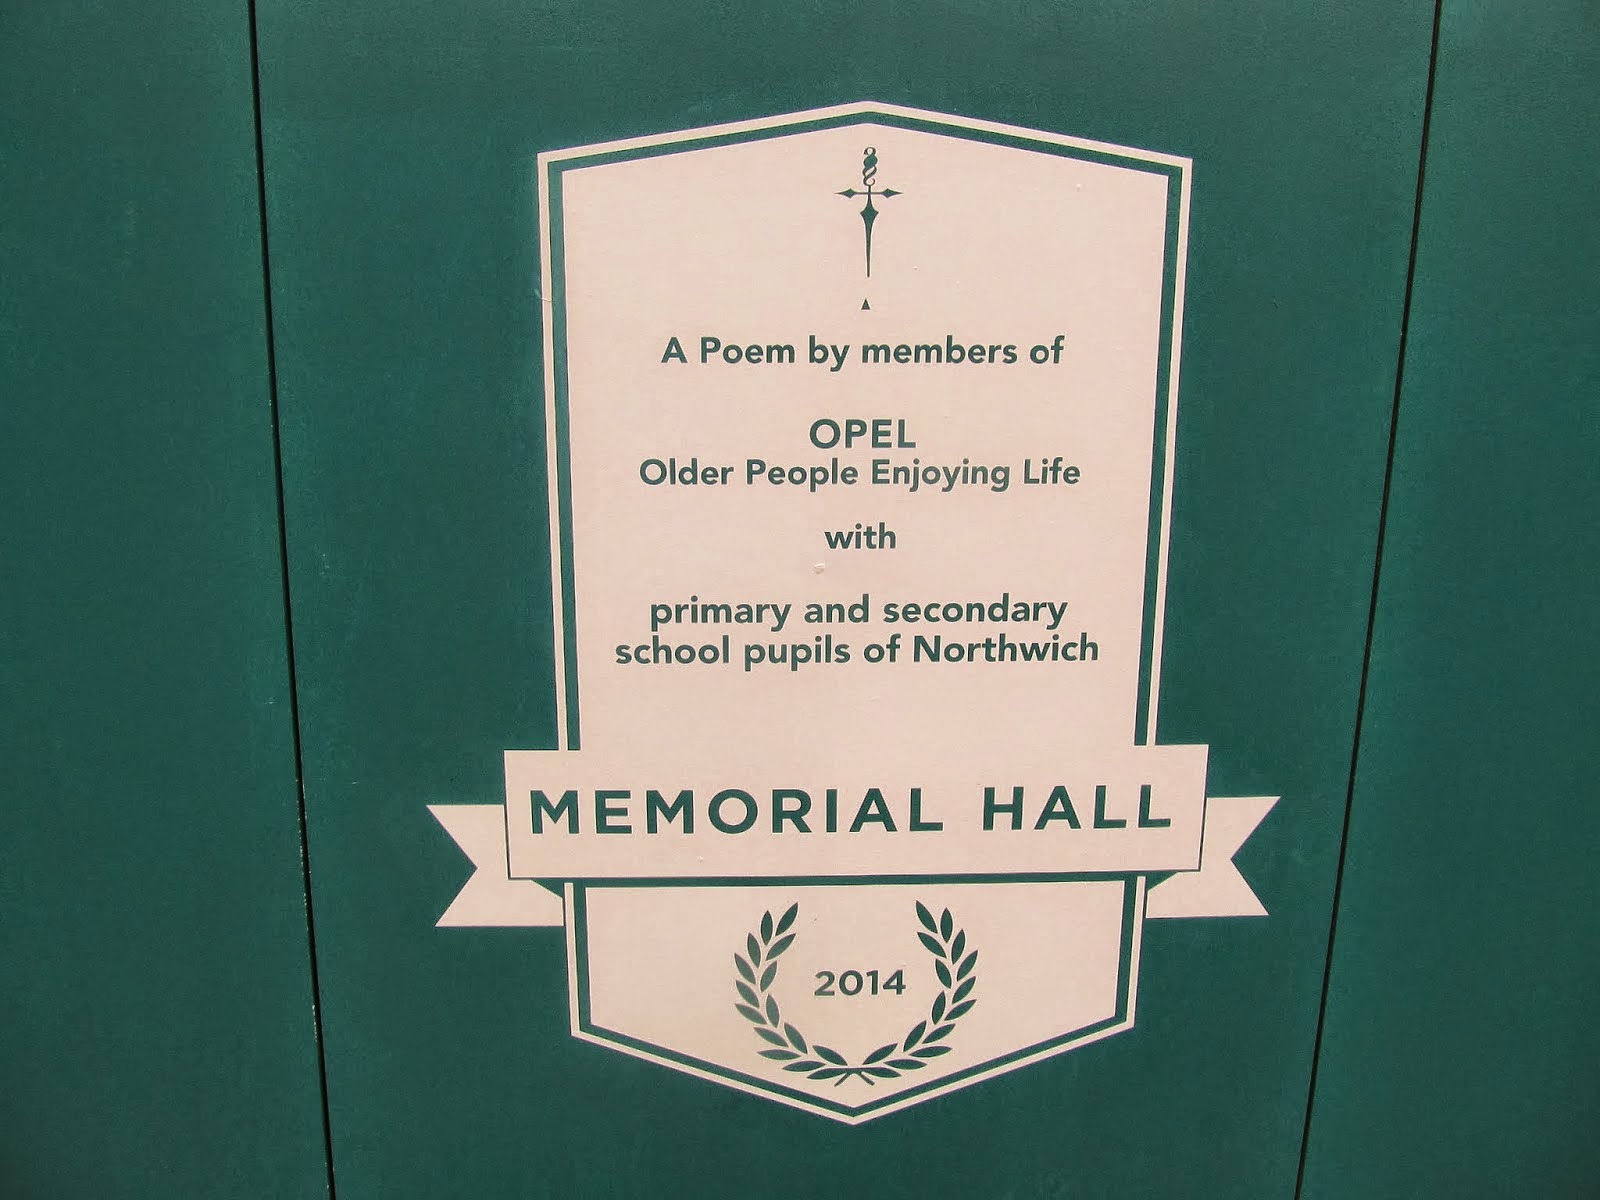 A Poem by members of
OPEL
Older People Enjoying Life
with
primary and secondary
school pupils of Northwich
MEMORIAL HALL
2014